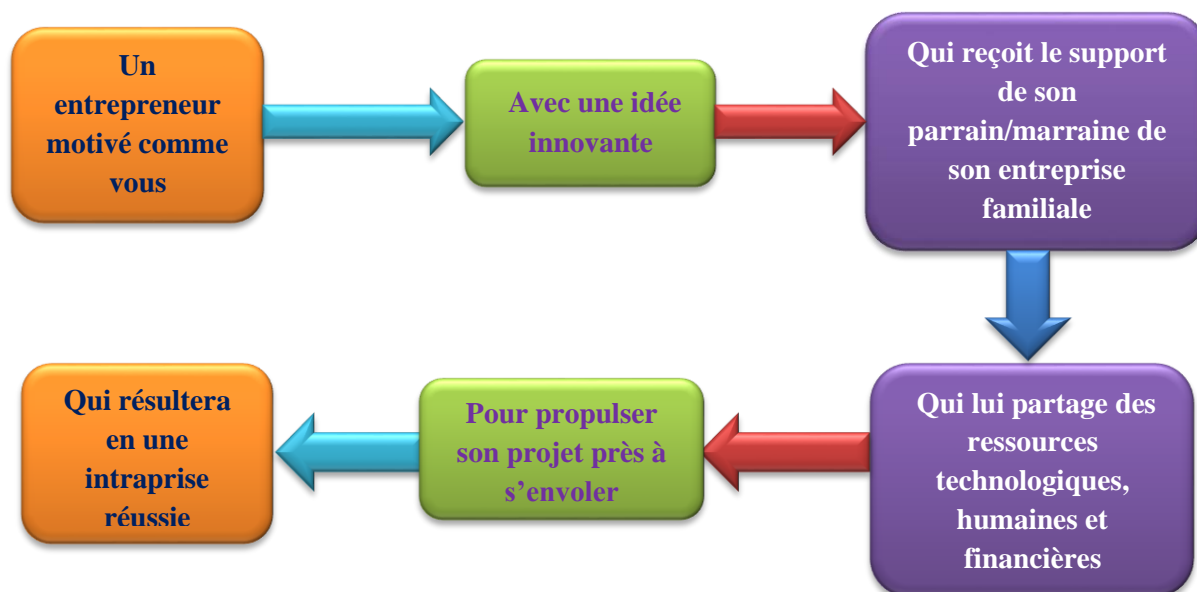 Un
entrepreneur
motivé comme
vous
Avec une idée
innovante
Qui reçoit le support
de son
parrain/marraine de
son entreprise
familiale
Qui lui partage des
ressources
technologiques,
humaines et
financières
Pour propulser
son projet près à
s’envoler
Qui résultera
en une
intraprise
réussie